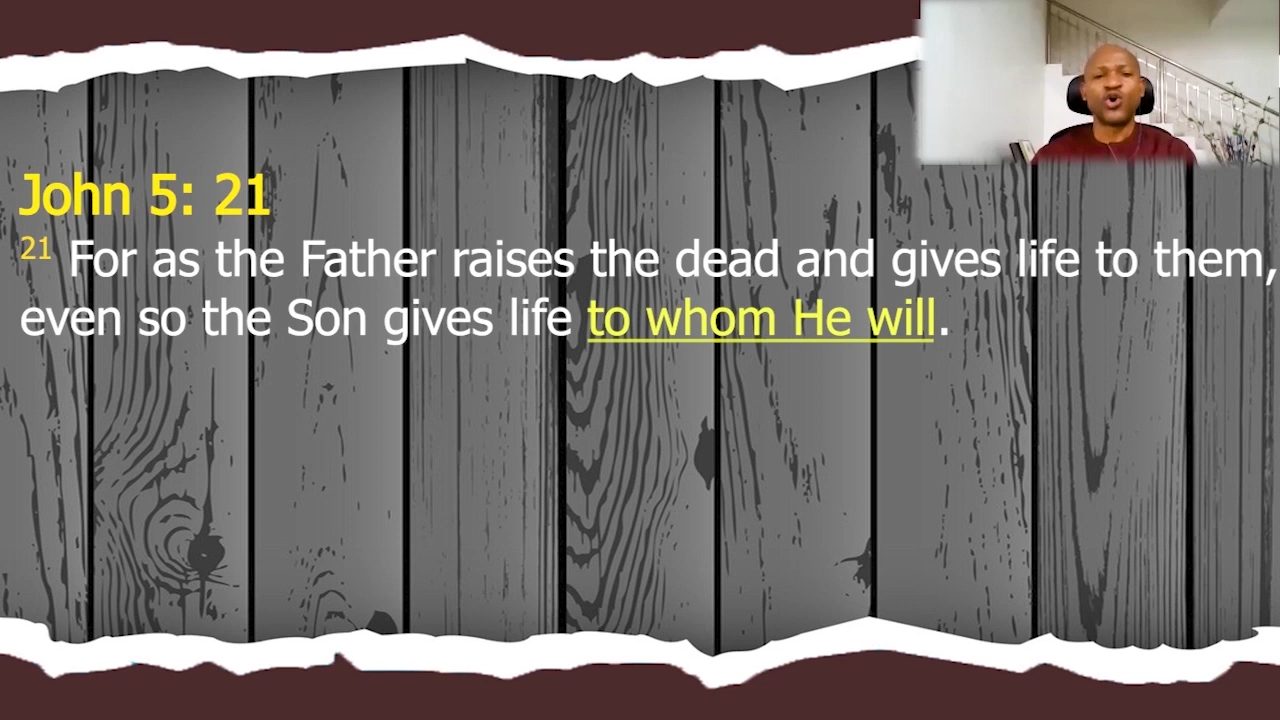 John 5: 21
21 For as the Father raises the dead and gives life to them,
even so the Son gives life to whom He will.